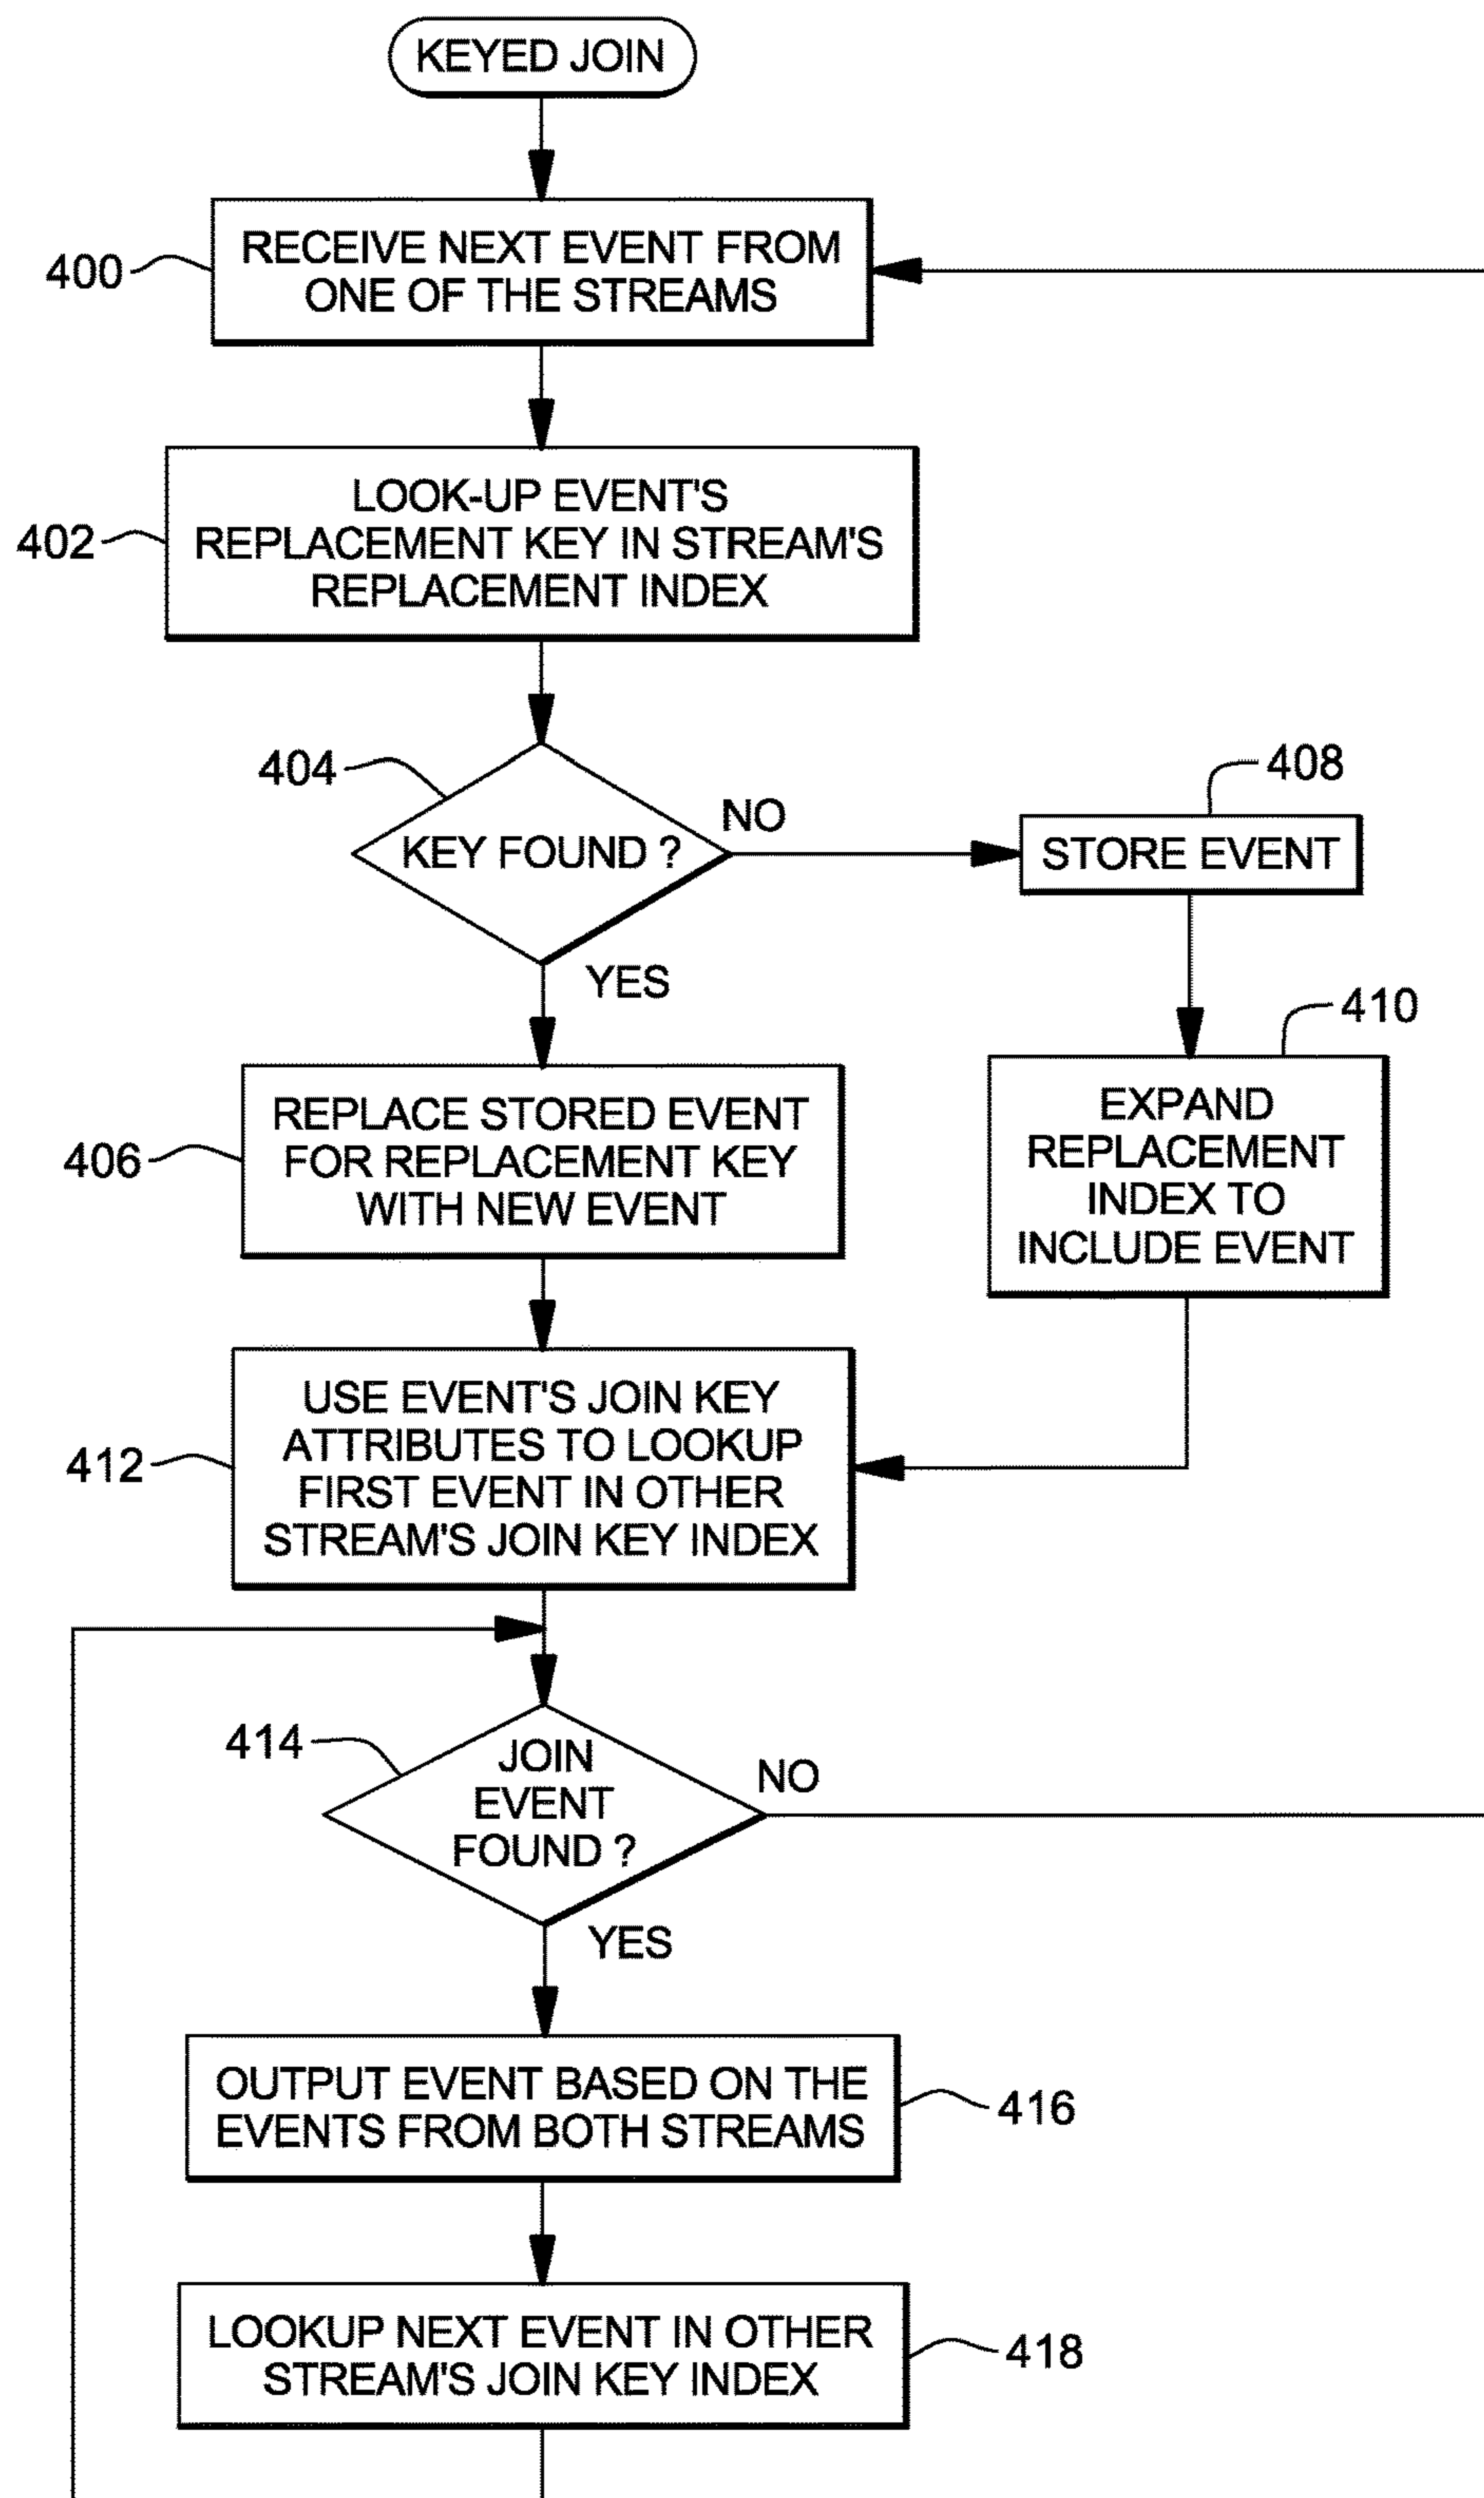 KEYED JOIN
400
RECEIVE NEXT EVENT FROM
ONE OF THE STREAMS
402
LOOK-UP EVENT'S
REPLACEMENT KEY IN STREAM'S
REPLACEMENT INDEX
404
KEY FOUND ?
NO
YES
408
STORE EVENT
410
EXPAND
REPLACEMENT
INDEX TO
INCLUDE EVENT
406
REPLACE STORED EVENT
FOR REPLACEMENT KEY
WITH NEW EVENT
412
USE EVENT'S JOIN KEY
ATTRIBUTES TO LOOKUP
FIRST EVENT IN OTHER
STREAM'S JOIN KEY INDEX
414
JOIN
EVENT
FOUND ?
NO
YES
OUTPUT EVENT BASED ON THE
EVENTS FROM BOTH STREAMS
416
LOOKUP NEXT EVENT IN OTHER
STREAM'S JOIN KEY INDEX
418